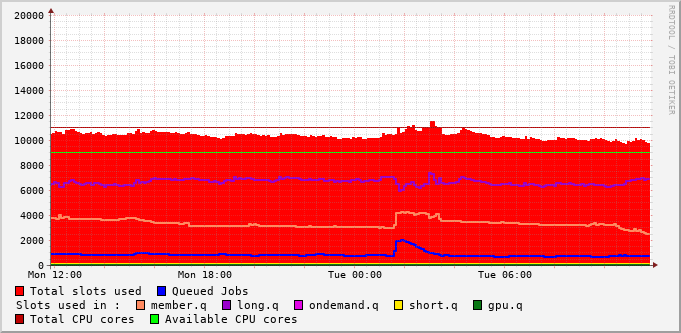 20000
18000
16000
14000
12000
10000
8000
6000
4000
2000
0
Mon 12:00 Mon 18:00 Tue 00:00 Tue 06:00
Total slots used Queued Jobs
Slots used in : member.q long.q ondemand.q short.q gpu.q
Total CPU cores Available CPU cores
RRDTOOL / TOBI OETIKER